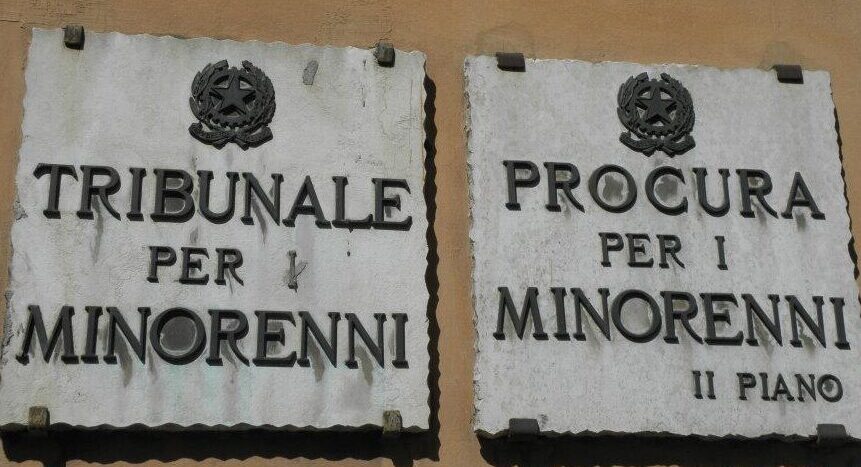 TRIBUNALE
PER I
MINORENNI
PROCURA
PER I
MINORENNI
II PIANO